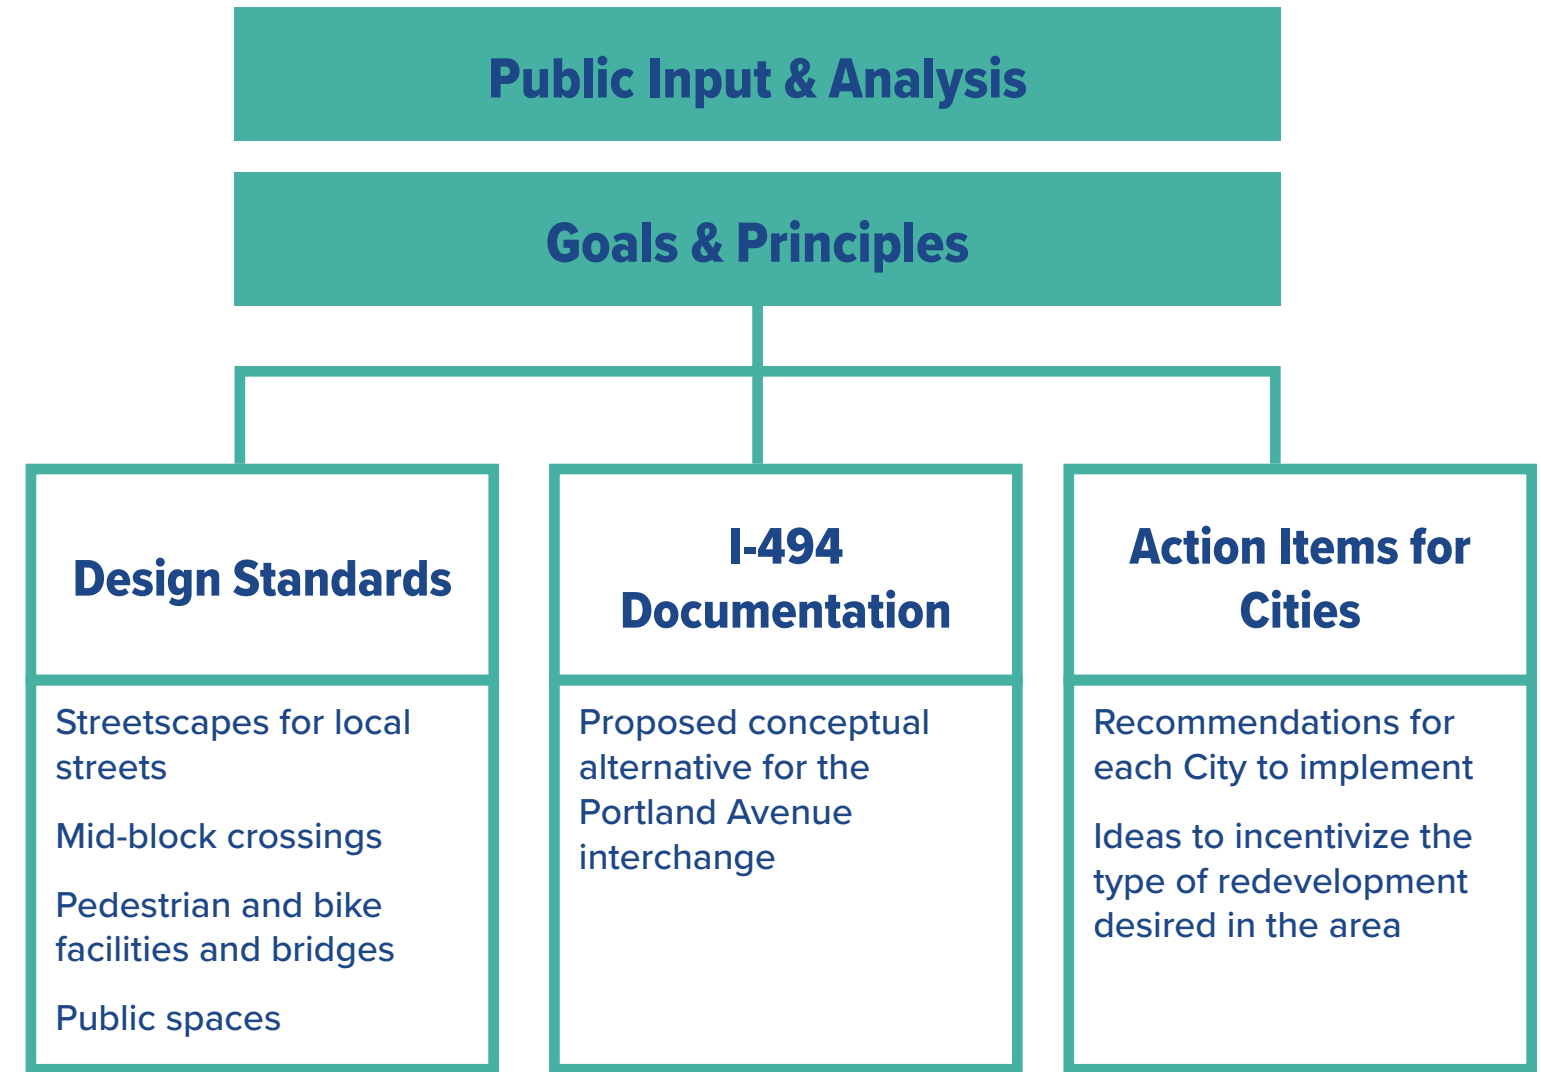 Public Input & Analysis
Goals & Principles
Design Standards
Streetscapes for local
streets
Mid-block crossings
Pedestrian and bike
facilities and bridges
Public spaces
I-494
Documentation
Proposed conceptual
alternative for the
Portland Avenue
interchange
Action Items for
Cities
Recommendations for
each City to implement
Ideas to incentivize the
type of redevelopment
desired in the area